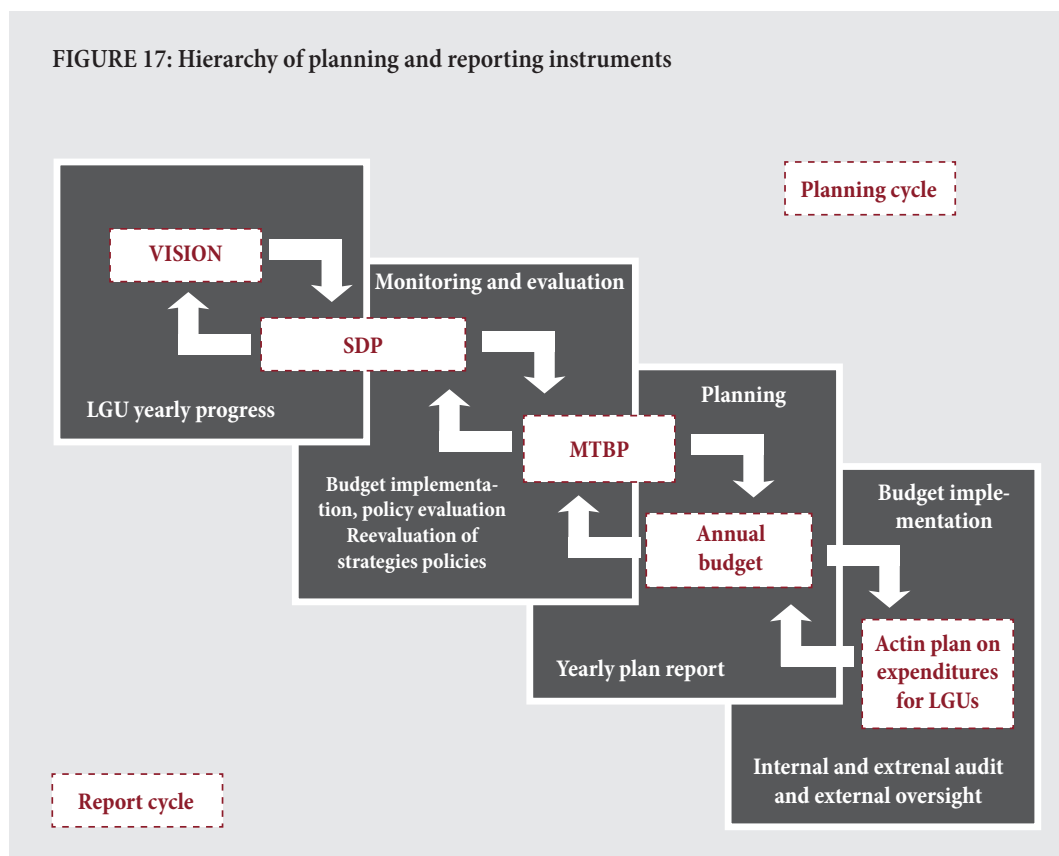 FIGURE 17: Hierarchy of planning and reporting instruments
Planning cycle
VISION
Monitoring and evaluation
SDP
LGU yearly progress
Planning
MTBP
Budget implementa-
tion, policy evaluation
Reevaluation of
strategies policies
Budget imple-
mentation
Annual
budget
Yearly plan report
Actin plan on
expenditures
for LGUs
Internal and extrenal audit
and external oversight
Report cycle